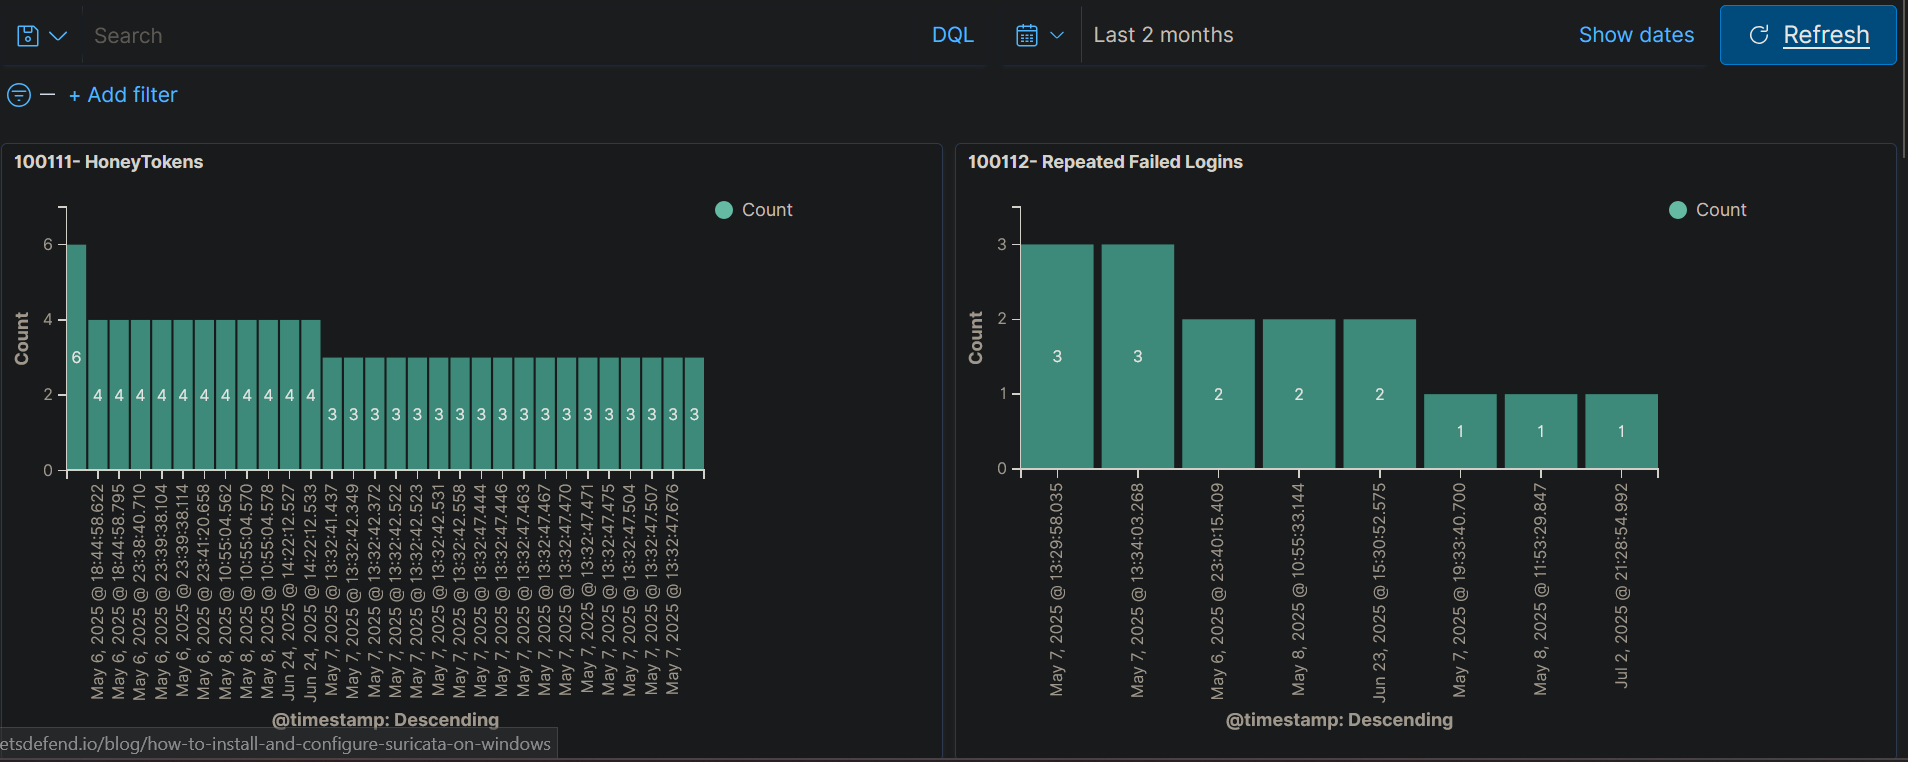 Search
DQL
Last 2 months
Show dates
Refresh
+ Add filter
100111- HoneyTokens
Count
6
4
2
0
Count
6 4 4 4 4 4 4 4 4 4 4 4 3 3 3 3 3 3 3 3 3 3 3 3 3 3 3 3 3 3
May 6, 2025 @ 18:44:58.622
May 6, 2025 @ 18:44:58.795
May 6, 2025 @ 23:38:40.710
May 6, 2025 @ 23:39:38.104
May 6, 2025 @ 23:39:38.114
May 6, 2025 @ 23:41:20.658
May 8, 2025 @ 10:55:04.562
May 8, 2025 @ 10:55:04.570
May 8, 2025 @ 10:55:04.578
Jun 24, 2025 @ 14:22:12.527
Jun 24, 2025 @ 14:22:12.533
May 7, 2025 @ 13:32:41.437
May 7, 2025 @ 13:32:42.349
May 7, 2025 @ 13:32:42.372
May 7, 2025 @ 13:32:42.522
May 7, 2025 @ 13:32:42.523
May 7, 2025 @ 13:32:42.531
May 7, 2025 @ 13:32:42.558
May 7, 2025 @ 13:32:47.444
May 7, 2025 @ 13:32:47.446
May 7, 2025 @ 13:32:47.463
May 7, 2025 @ 13:32:47.467
May 7, 2025 @ 13:32:47.470
May 7, 2025 @ 13:32:47.471
May 7, 2025 @ 13:32:47.475
May 7, 2025 @ 13:32:47.504
May 7, 2025 @ 13:32:47.507
May 7, 2025 @ 13:32:47.676
@timestamp: Descending
100112- Repeated Failed Logins
Count
3
2
1
0
Count
3 3 2 2 2 1 1 1
May 7, 2025 @ 13:29:58.035
May 7, 2025 @ 13:34:03.268
May 6, 2025 @ 23:40:15.409
May 8, 2025 @ 10:55:33.144
Jun 23, 2025 @ 15:30:52.575
May 7, 2025 @ 19:33:40.700
May 8, 2025 @ 11:53:29.847
Jul 2, 2025 @ 21:28:54.992
@timestamp: Descending
etsdefend.io/blog/how-to-install-and-configure-suricata-on-windows